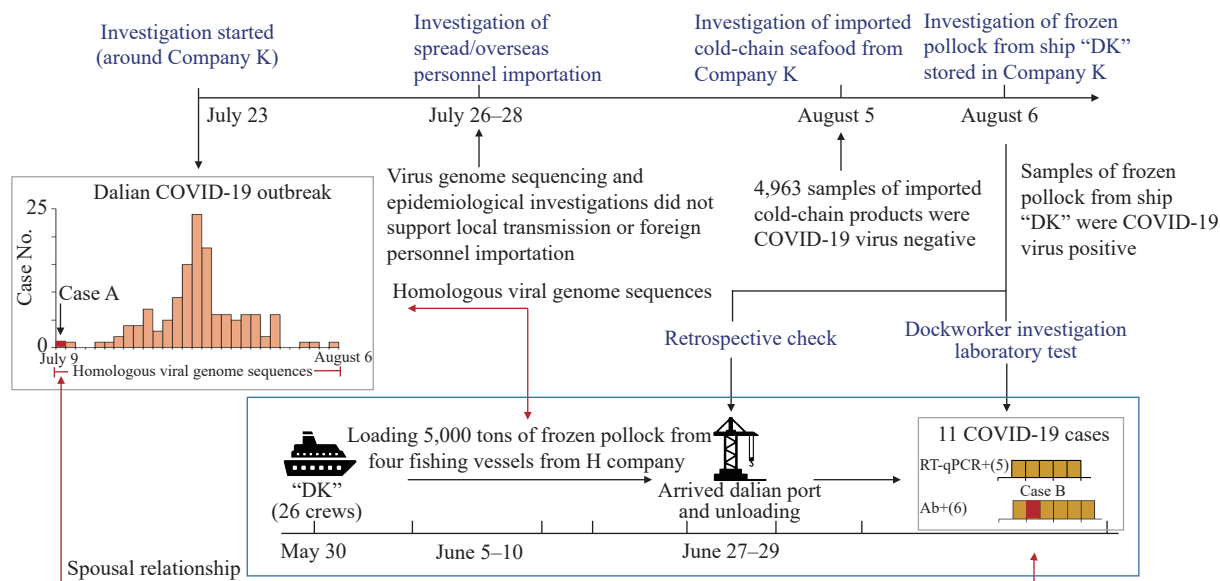 Investigation started
(around Company K)
Investigation of
spread/overseas
personnel importation
Investigation of imported
cold-chain seafood from
Company K
Investigation of frozen
pollock from ship “DK”
stored in Company K
July 23
July 26–28
August 5
August 6
Dalian COVID-19 outbreak
25
Case No.
Case A
0
July 9
August 6
Homologous viral genome sequences
Virus genome sequencing and
epidemiological investigations did not
support local transmission or foreign
personnel importation
4,963 samples of imported
cold-chain products were
COVID-19 virus negative
Samples of frozen
pollock from ship
“DK” were COVID-19
virus positive
Homologous viral genome sequences
Retrospective check
Dockworker investigation
laboratory test
“DK”
(26 crews)
Loading 5,000 tons of frozen pollock from
four fishing vessels from H company
Arrived dalian port
and unloading
11 COVID-19 cases
RT-qPCR+(5)
Case B
Ab+(6)
May 30
June 5–10
June 27–29
Spousal relationship